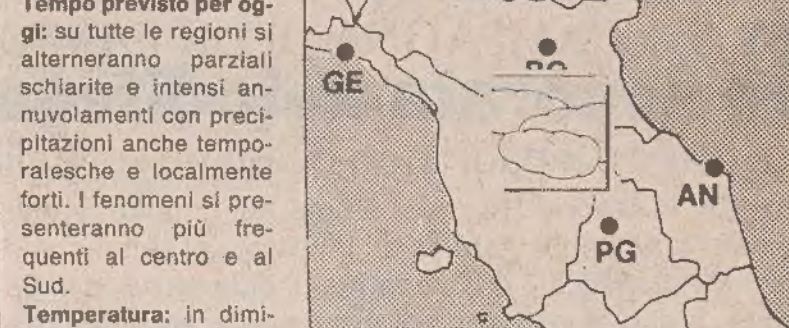 Tempo previsto per og-
gi: su tutte le regioni si
alterneranno parziali
schiarite e intensi an-
nuvolamenti con preci-
pitazioni anche tempo-
ralesche e localmente
forti. I fenomeni si pre-
senteranno più fre-
quenti al centro e al
Sud.
Temperatura: in dimi-
GE
BO
AN
PG